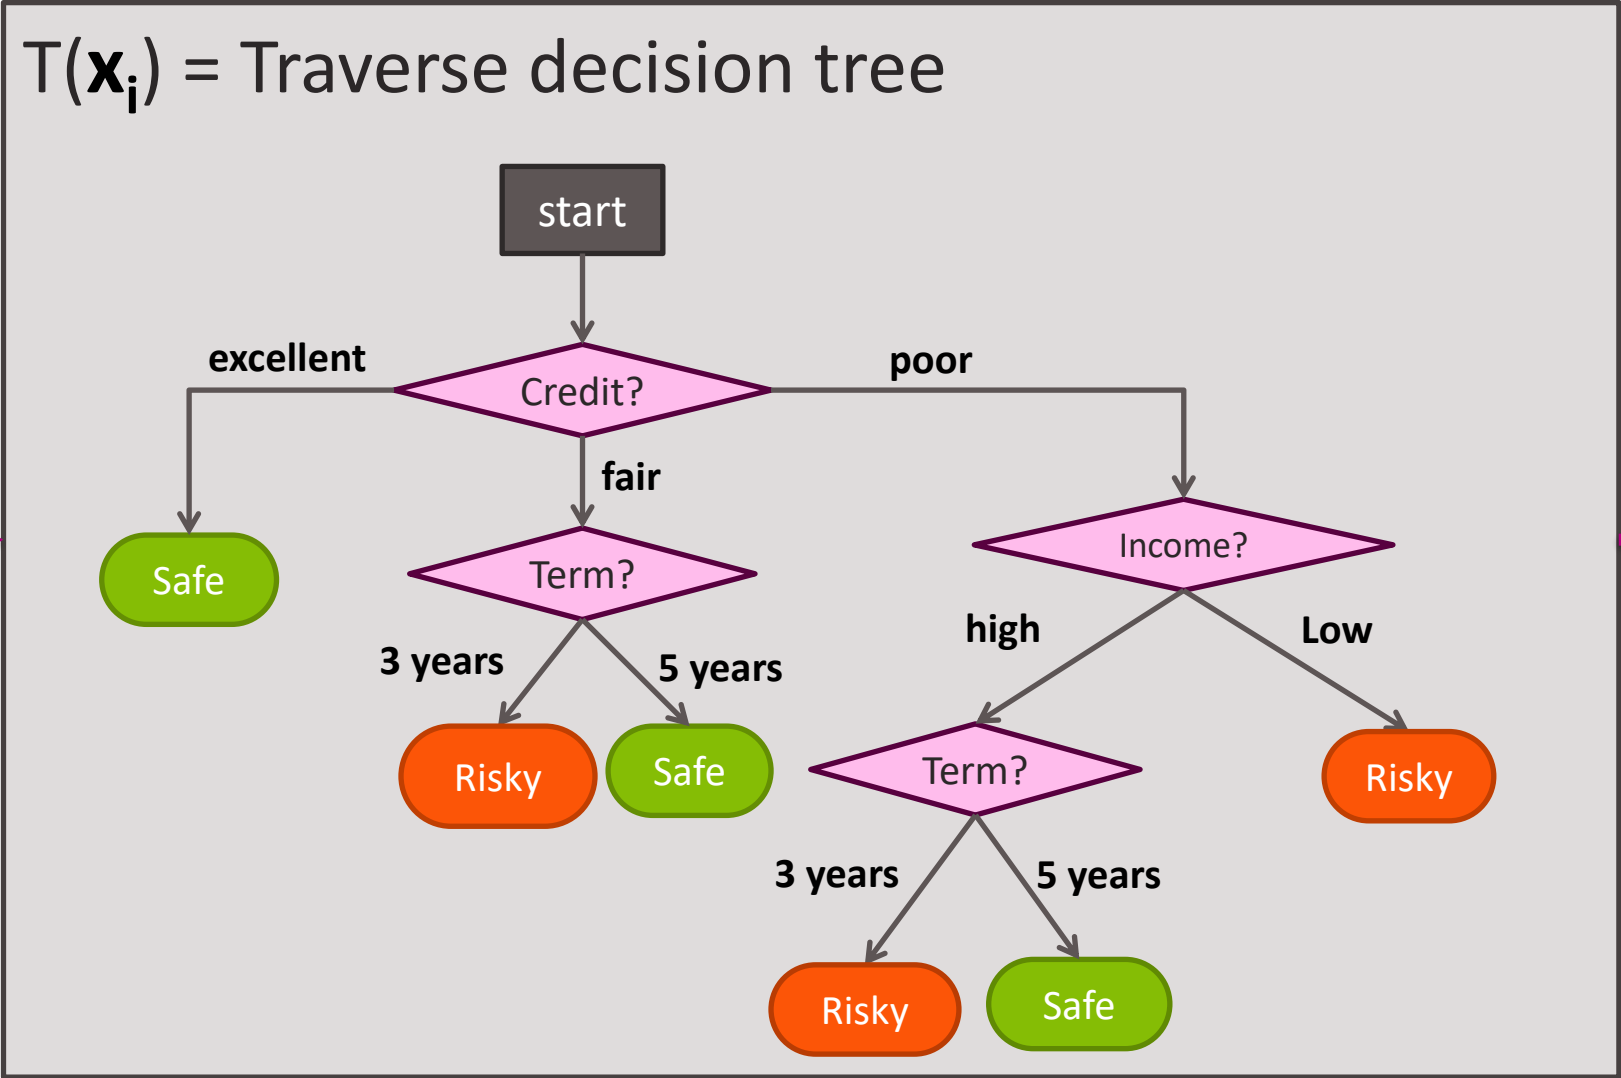 T(xi) = Traverse decision tree
start
excellent
poor
Credit?
fair
Income?
Term?
Safe
high
Low
3 years
5 years
Risky
Safe
Term?
Risky
3 years
5 years
Risky
Safe